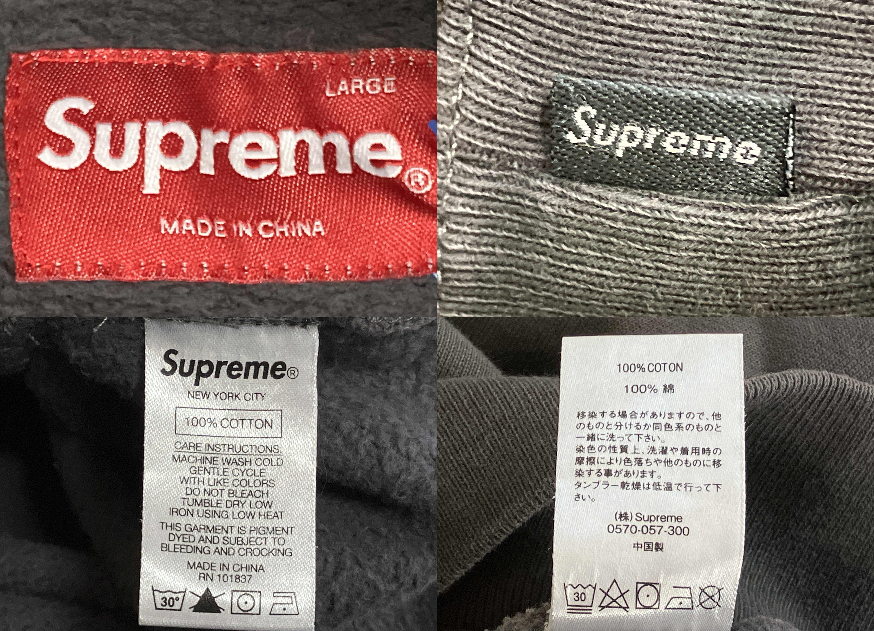 LARGE
Supreme®
MADE IN CHINA
Supreme
Supreme®
NEW YORK CITY
100% COTTON
CARE INSTRUCTIONS:
MACHINE WASH COLD
GENTLE CYCLE
WITH LIKE COLORS
DO NOT BLEACH
TUMBLE DRY LOW
IRON USING LOW HEAT
THIS GARMENT IS PIGMENT
DYED AND SUBJECT TO
BLEEDING AND CROCKING
MADE IN CHINA
RN 101837
30°
100% COTON
100% 綿
移染する場合がありますので、他
のものと分けるか同色系のものと
一緒に洗って下さい。
染色の性質上、洗濯や着用時の
摩擦により色落ちや他のものに移
染する事があります。
タンブラー乾燥は低温で行って下
さい。
(株) Supreme
0570-057-300
中国製
30